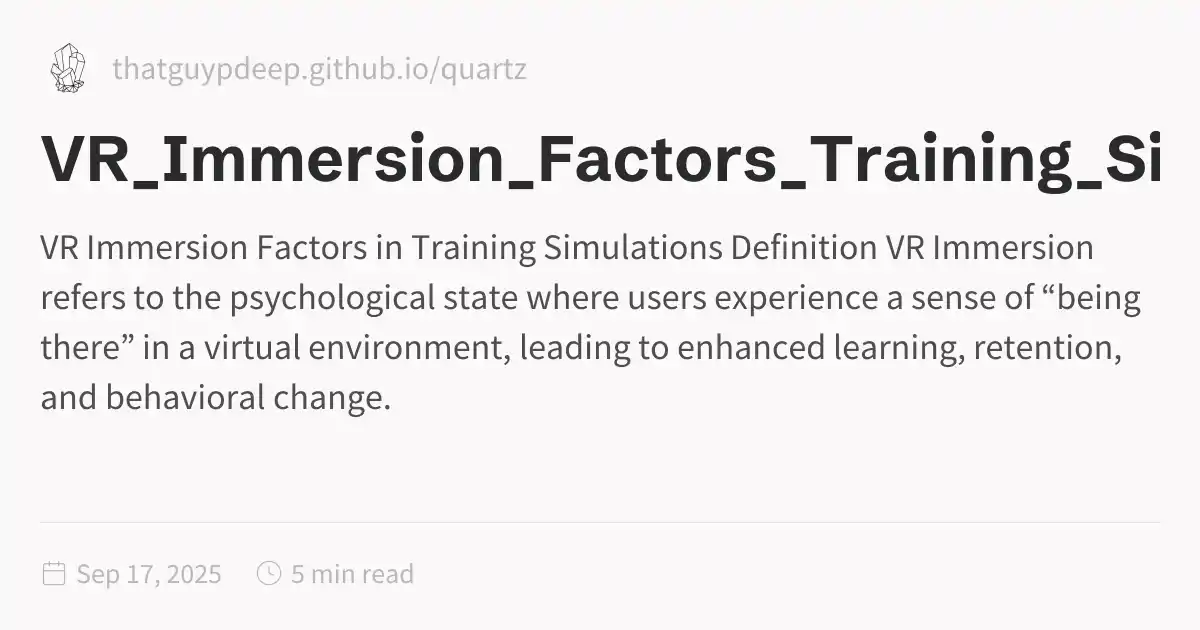 thatguypdeep.github.io/quartz
VR_Immersion_Factors_Training_Si
VR Immersion Factors in Training Simulations Definition VR Immersion
refers to the psychological state where users experience a sense of “being
there” in a virtual environment, leading to enhanced learning, retention,
and behavioral change.
Sep 17, 2025 5 min read